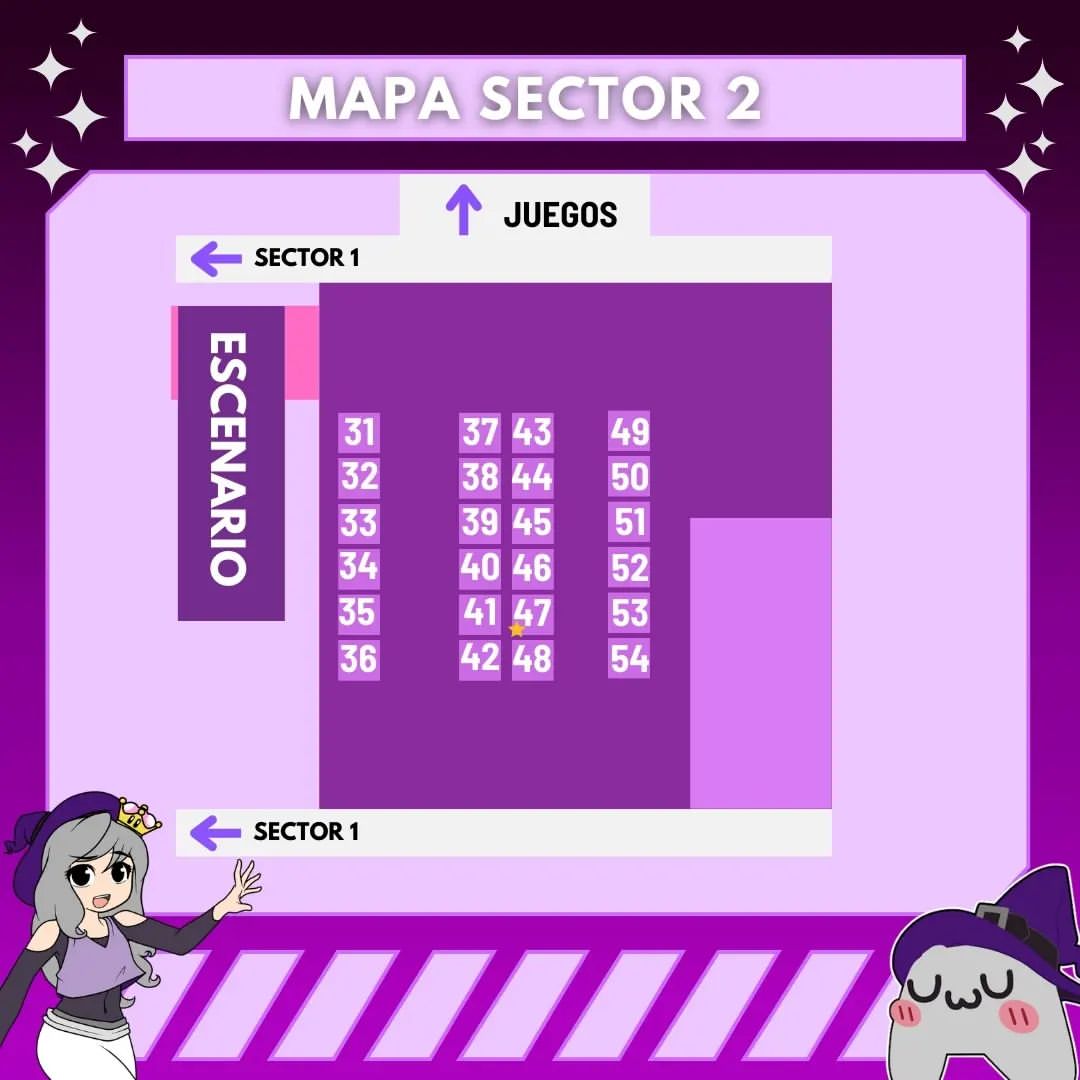 MAPA SECTOR 2
JUEGOS
SECTOR 1
ESCENARIO
31 37 43 49
32 38 44 50
33 39 45 51
34 40 46 52
35 41 47 53
36 42 48 54
SECTOR 1
UwU